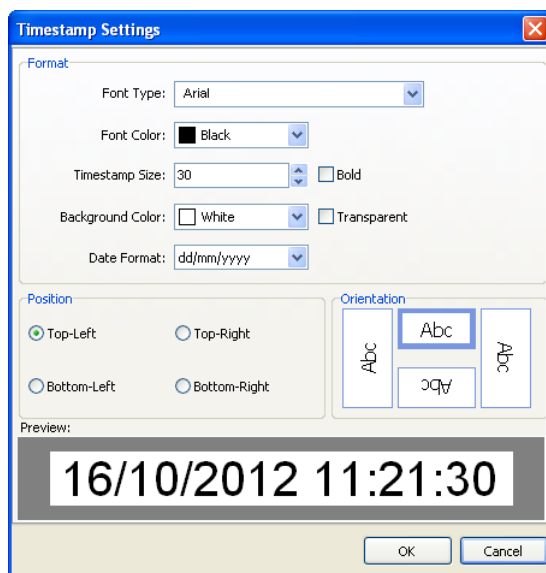 Timestamp Settings
Format
Font Type: Arial
Font Color: Black
Timestamp Size: 30 Bold
Background Color: White Transparent
Date Format: dd/mm/yyyy
Position
Top-Left Top-Right
Bottom-Left Bottom-Right
Orientation
Abc
Abc
Abc
Abc
Preview:
16/10/2012 11:21:30
OK Cancel